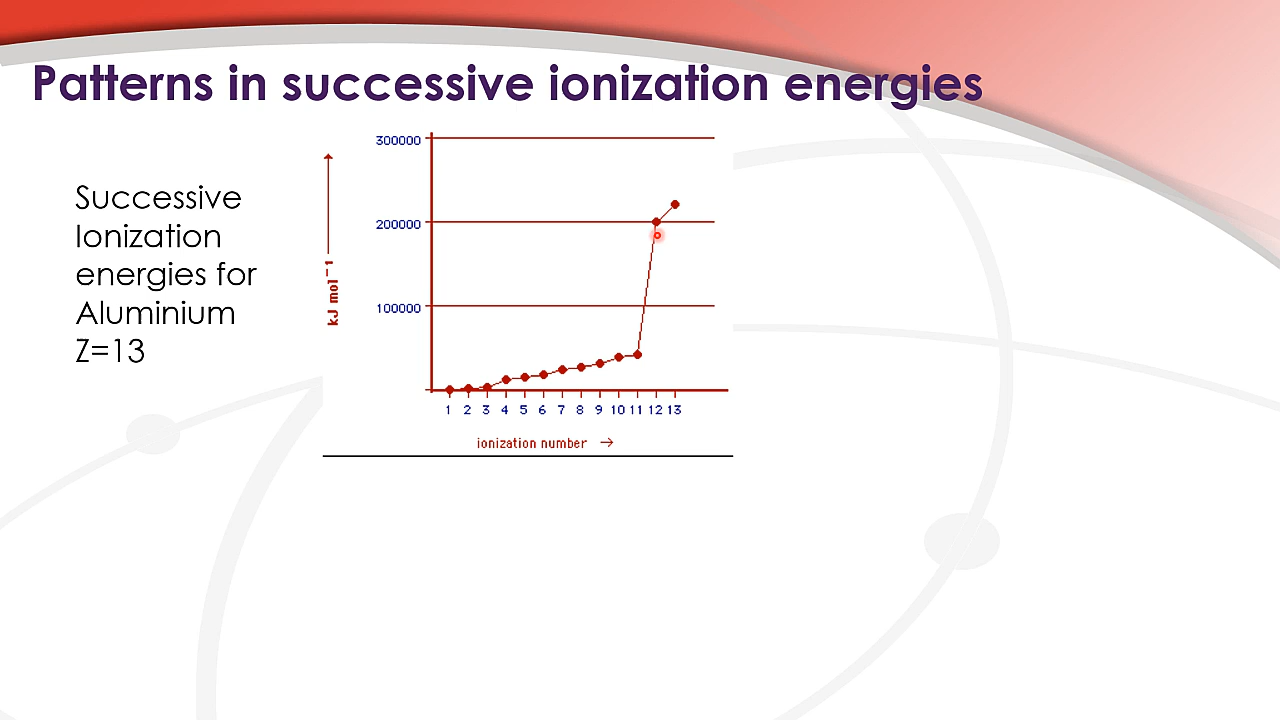 Patterns in successive ionization energies
Successive
Ionization
energies for
Aluminium
Z=13
300000
200000
100000
kJ mol⁻¹
1 2 3 4 5 6 7 8 9 10 11 12 13
ionization number →